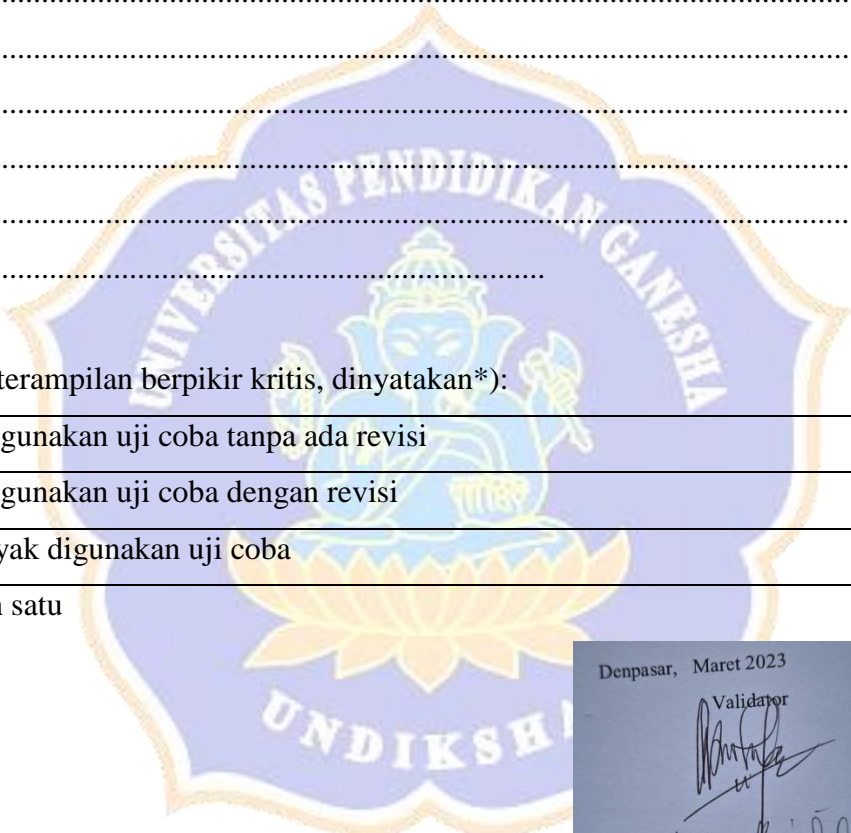 ...........................................................................................................
...........................................................................................................
...........................................................................................................
...........................................................................................................
...........................................................................................................
....................................................................
UNIVERSITAS PENDIDIKAN GANESHA
terampilan berpikir kritis, dinyatakan*):
gunakan uji coba tanpa ada revisi
gunakan uji coba dengan revisi
yak digunakan uji coba
satu
UNDIKSHA
Denpasar, Maret 2023
Validator